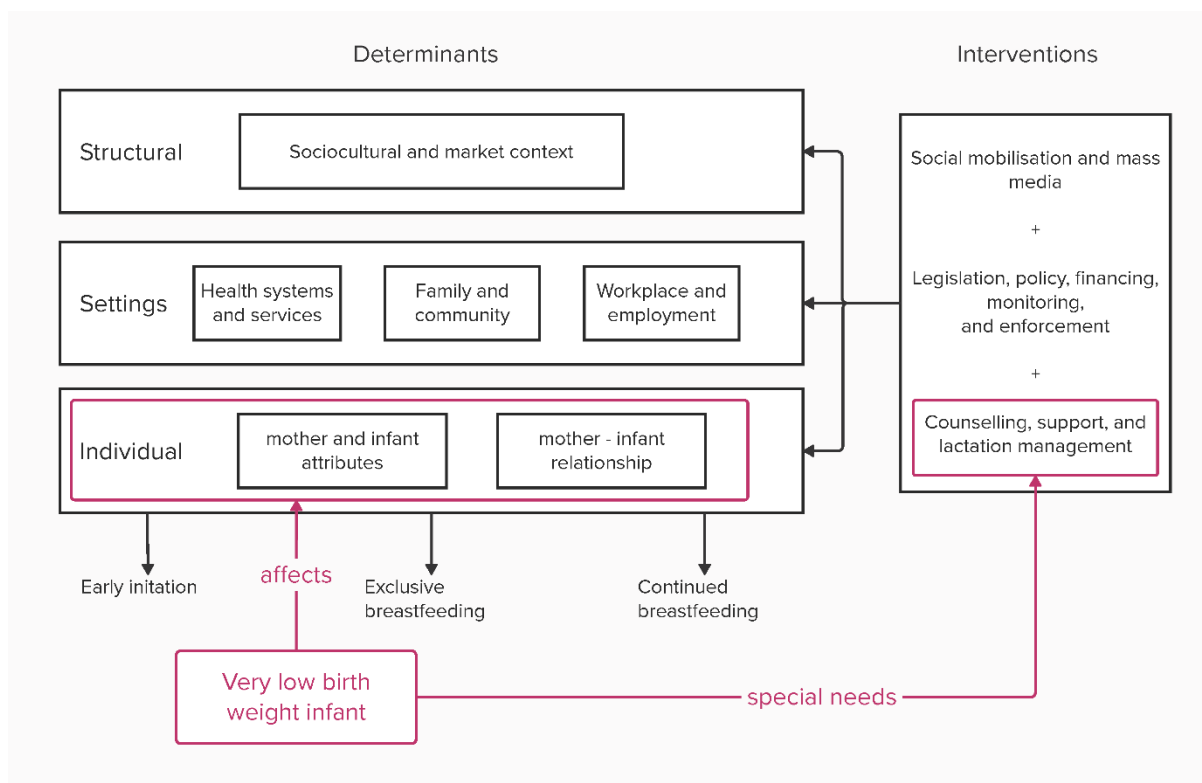 Determinants
Interventions
Structural
Sociocultural and market context
Settings
Health systems
and services
Family and
community
Workplace and
employment
Individual
mother and infant
attributes
mother - infant
relationship
Social mobilisation and mass
media
+
Legislation, policy, financing,
monitoring,
and enforcement
+
Counselling, support, and
lactation management
Early initation
affects
Exclusive
breastfeeding
Continued
breastfeeding
Very low birth
weight infant
special needs